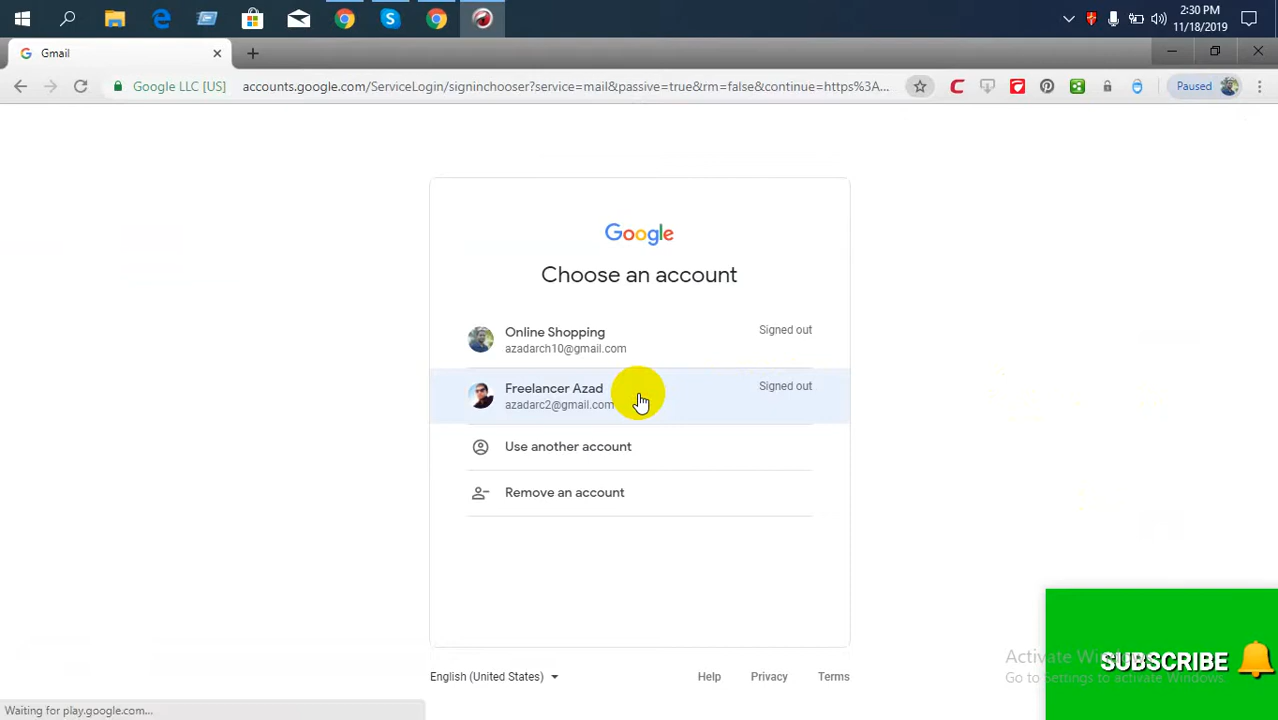 2:30 PM
11/18/2019
Gmail
Google LLC [US]
accounts.google.com/ServiceLogin/signinchooser?service=mail&passive=true&rm=false&continue=https%3A...
Paused
Google
Choose an account
Online Shopping
Signed out
azadarch10@gmail.com
Freelancer Azad
Signed out
azadarc2@gmail.com
Use another account
Remove an account
English (United States)
Help
Privacy
Terms
Activate Windows
Go to Settings to activate Windows.
SUBSCRIBE
Waiting for play.google.com...